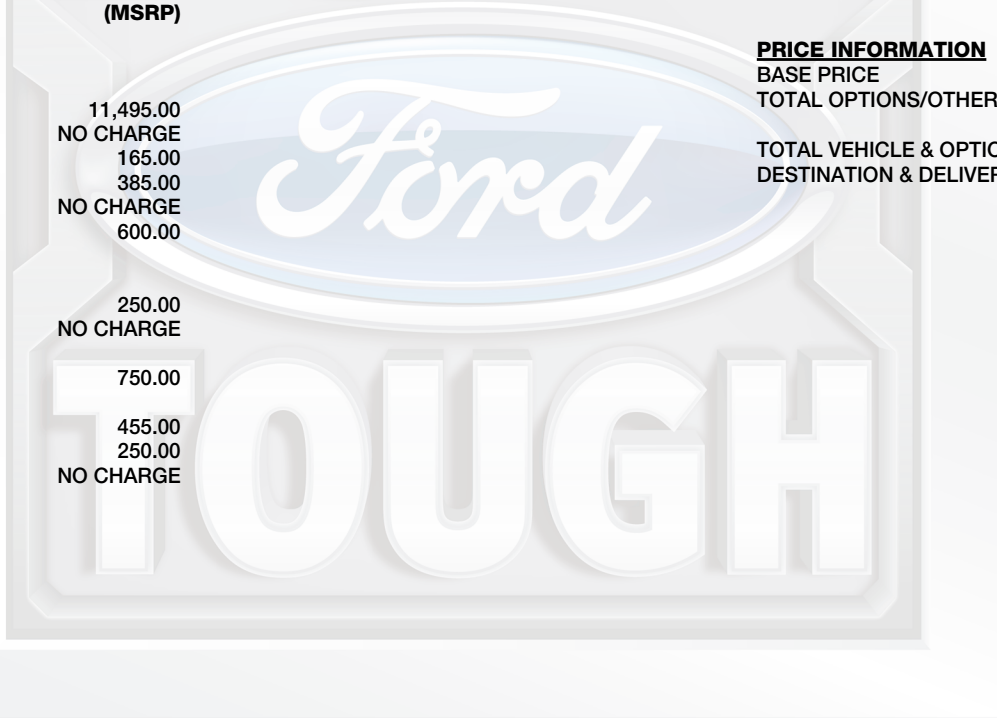 (MSRP)
11,495.00
NO CHARGE
165.00
385.00
NO CHARGE
600.00
250.00
NO CHARGE
750.00
455.00
250.00
NO CHARGE
PRICE INFORMATION
BASE PRICE
TOTAL OPTIONS/OTHER
TOTAL VEHICLE & OPTIO
DESTINATION & DELIVER
Ford
TOUGH